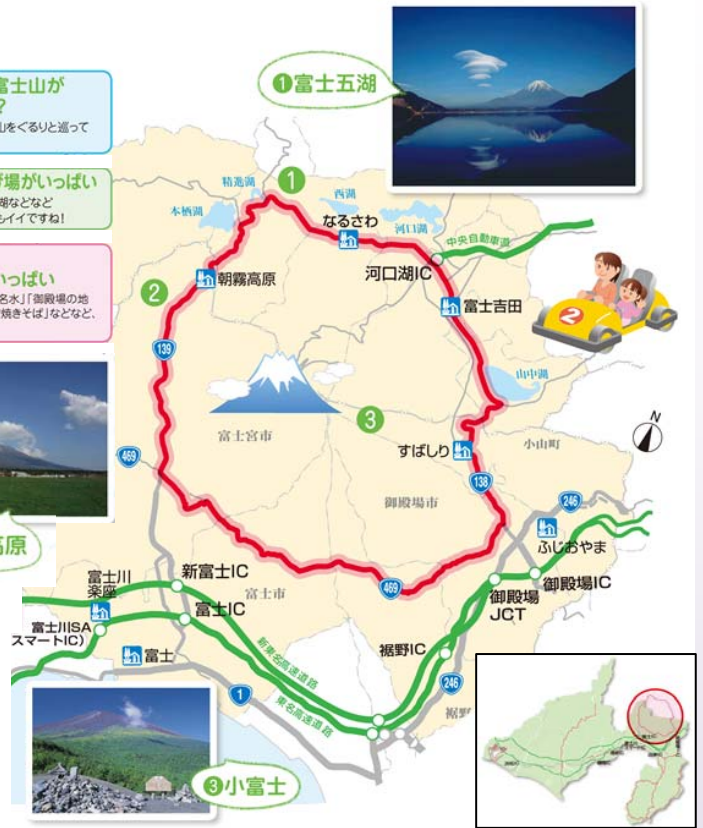 ❶富士五湖
富士山が
?
山をぐるりと巡って
場がいっぱい
湖などなど
もイイですね!
いっぱい
名水」「御殿場の地
焼きそば」などなど、
精進湖
本栖湖
西湖
河口湖
❶
なるさわ
河口湖IC
中央自動車道
朝霧高原
富士吉田
2
❷
139
山中湖
❸
N
富士宮市
すばしり
小山町
469
138
御殿場市
246
ふじおやま
高原
富士川
楽座
新富士IC
469
御殿場IC
富士市
御殿場
JCT
富士川SA
スマートIC)
富士IC
裾野IC
新東名高速道路
富士
東名高速道路
1
246
裾野
❸小富士